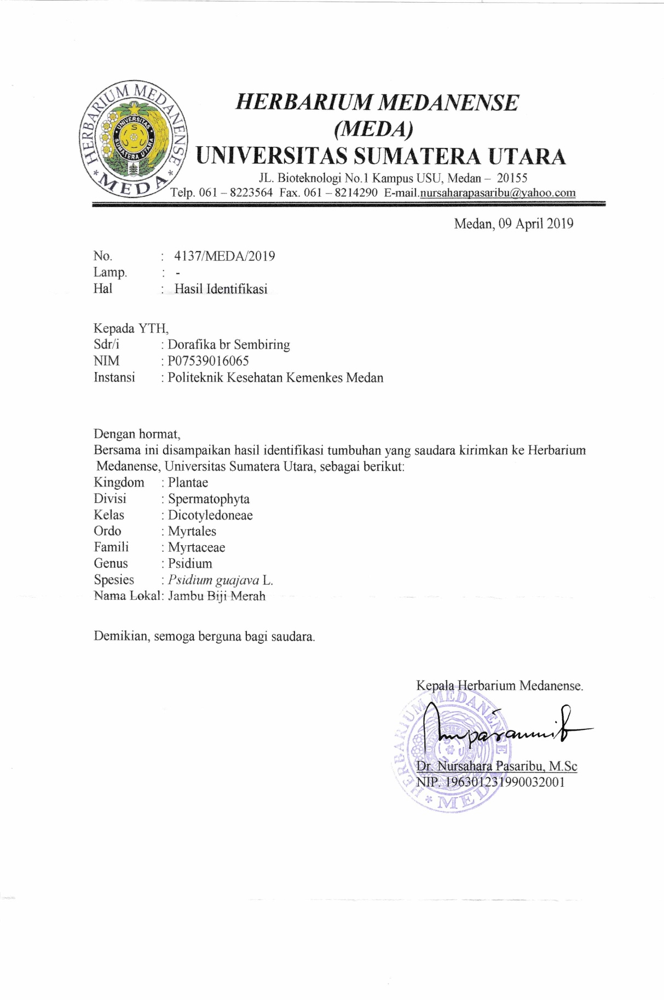 HERBARIUM MEDANENSE
MEDA
UNIVERSITAS
SUMATERA UTARA
HERBARIUM MEDANENSE
(MEDA)
UNIVERSITAS SUMATERA UTARA
JL. Bioteknologi No.1 Kampus USU, Medan – 20155
Telp. 061 – 8223564 Fax. 061 – 8214290 E-mail.nursaharapasaribu@yahoo.com
Medan, 09 April 2019
No. : 4137/MEDA/2019
Lamp. : -
Hal : Hasil Identifikasi
Kepada YTH,
Sdr/i : Dorafika br Sembiring
NIM : P07539016065
Instansi : Politeknik Kesehatan Kemenkes Medan
Dengan hormat,
Bersama ini disampaikan hasil identifikasi tumbuhan yang saudara kirimkan ke Herbarium
Medanense, Universitas Sumatera Utara, sebagai berikut:
Kingdom : Plantae
Divisi : Spermatophyta
Kelas : Dicotyledoneae
Ordo : Myrtales
Famili : Myrtaceae
Genus : Psidium
Spesies : Psidium guajava L.
Nama Lokal: Jambu Biji Merah
Demikian, semoga berguna bagi saudara.
Kepala Herbarium Medanense.
HERBARIUM MEDANENSE
MEDA
Dr. Nursahara Pasaribu, M.Sc
NIP. 196301231990032001